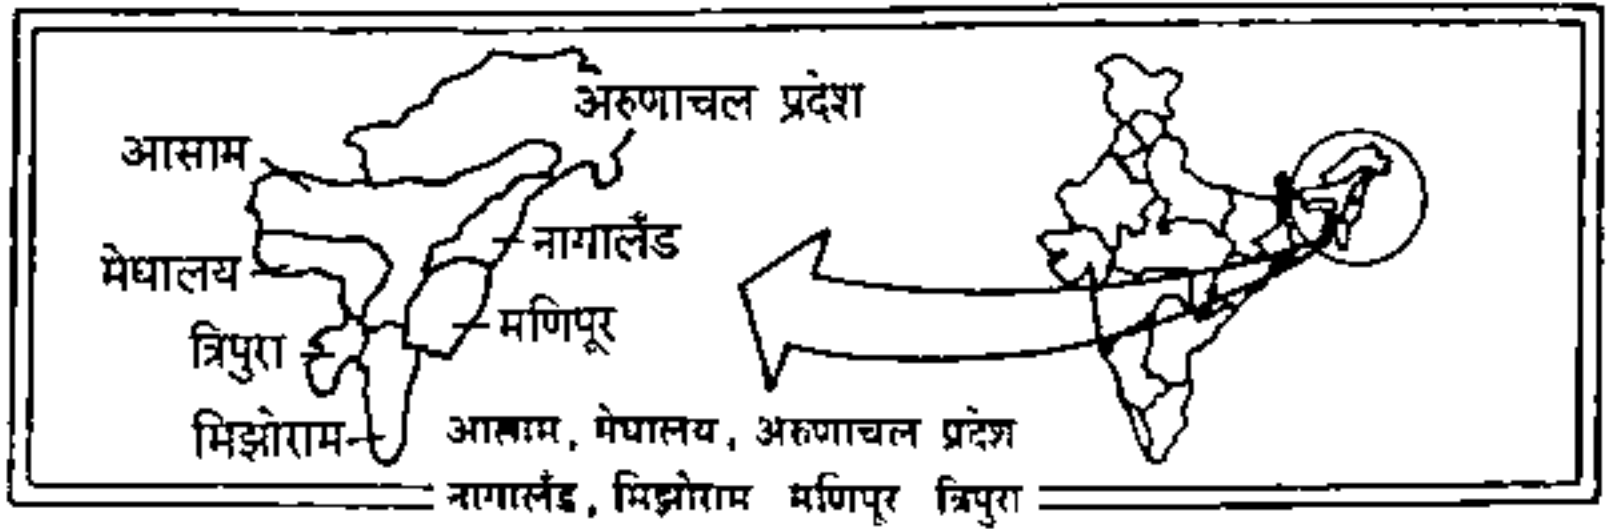 अरुणाचल प्रदेश
आसाम
नागालँड
मेघालय
मणिपूर
त्रिपुरा
मिझोराम
आसाम, मेघालय, अरुणाचल प्रदेश
नागालँड, मिझोराम मणिपूर त्रिपुरा